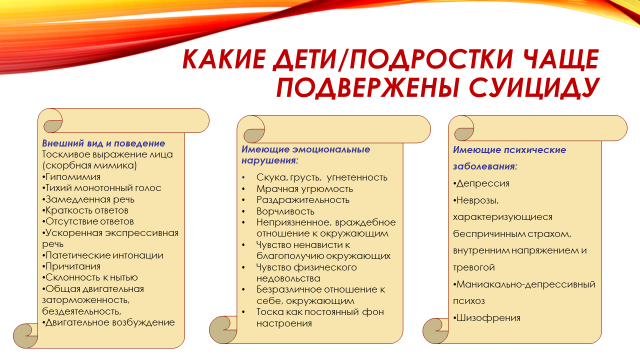 КАКИЕ ДЕТИ/ПОДРОСТКИ ЧАЩЕ
ПОДВЕРЖЕНЫ СУИЦИДУ
Внешний вид и поведение
Тоскливое выражение лица
(скорбная мимика)
•Гипомимия
•Тихий монотонный голос
•Замедленная речь
•Краткость ответов
•Отсутствие ответов
•Ускоренная экспрессивная
речь
•Патетические интонации
•Причитания
•Склонность к нытью
•Общая двигательная
заторможенность,
бездеятельность.
•Двигательное возбуждение
Имеющие эмоциональные
нарушения:
• Скука, грусть, угнетенность
• Мрачная угрюмость
• Раздражительность
• Ворчливость
• Неприязненное, враждебное
отношение к окружающим
• Чувство ненависти к
благополучию окружающих
• Чувство физического
недовольства
• Безразличное отношение к
себе, окружающим
• Тоска как постоянный фон
настроения
Имеющие психические
заболевания:
•Депрессия
•Неврозы,
характеризующиеся
беспричинным страхом,
внутренним напряжением и
тревогой
•Маниакально-депрессивный
психоз
•Шизофрения